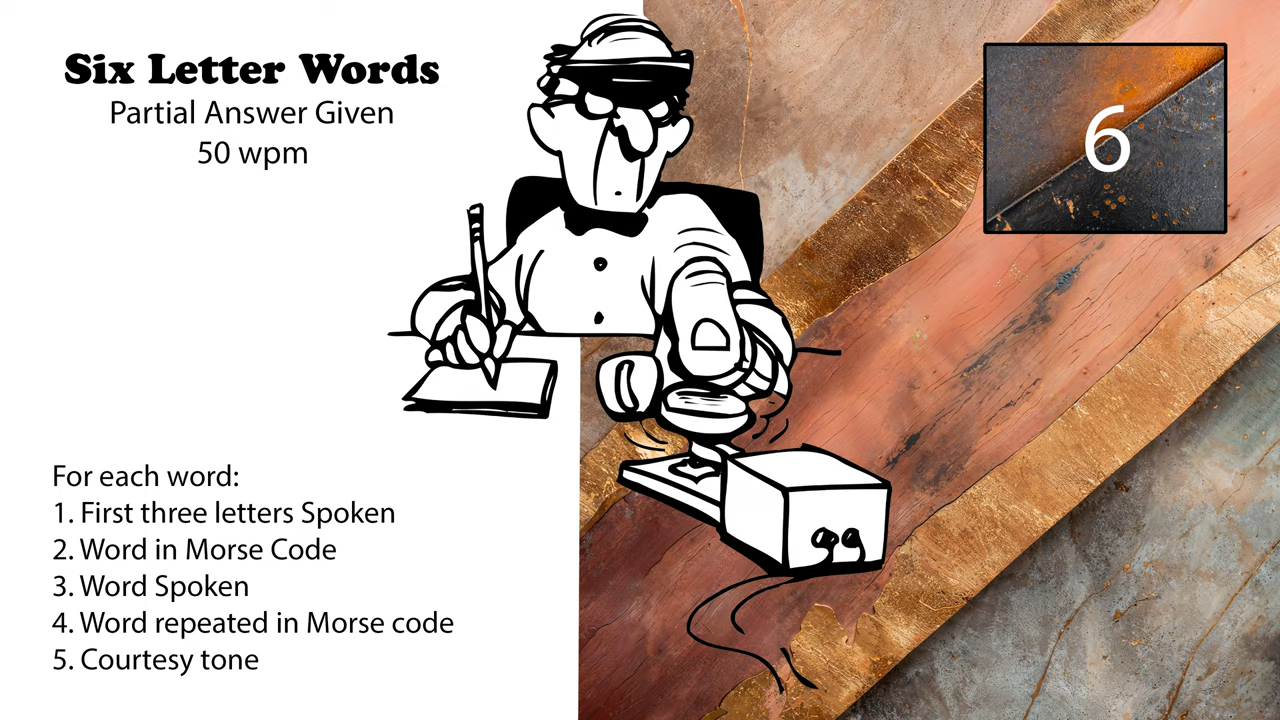 Six Letter Words
Partial Answer Given
50 wpm
6
For each word:
1. First three letters Spoken
2. Word in Morse Code
3. Word Spoken
4. Word repeated in Morse code
5. Courtesy tone